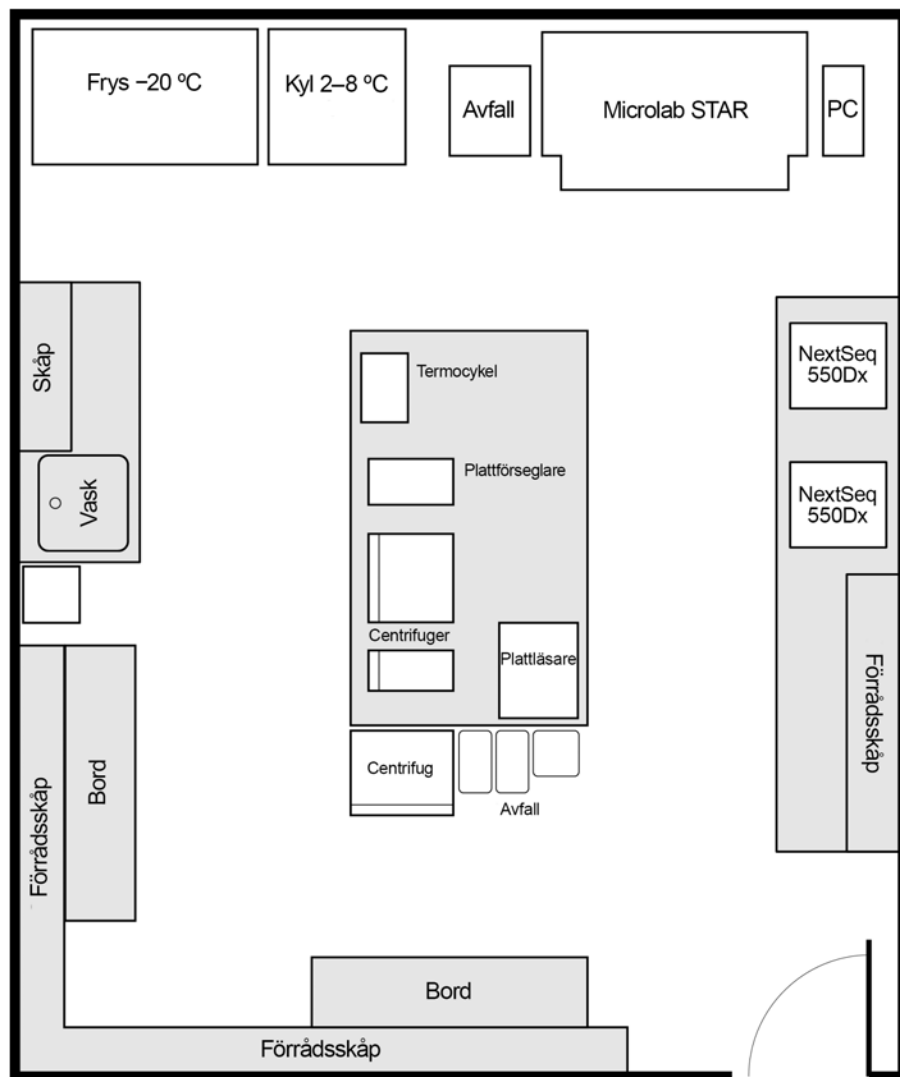 Frys −20 ºC
Kyl 2–8 ºC
Avfall
Microlab STAR
PC
Skåp
Vask
Termocykel
Plattförseglare
Centrifuger
Plattläsare
Centrifug
Avfall
NextSeq
550Dx
NextSeq
550Dx
Förrådsskåp
Förrådsskåp
Bord
Bord
Förrådsskåp